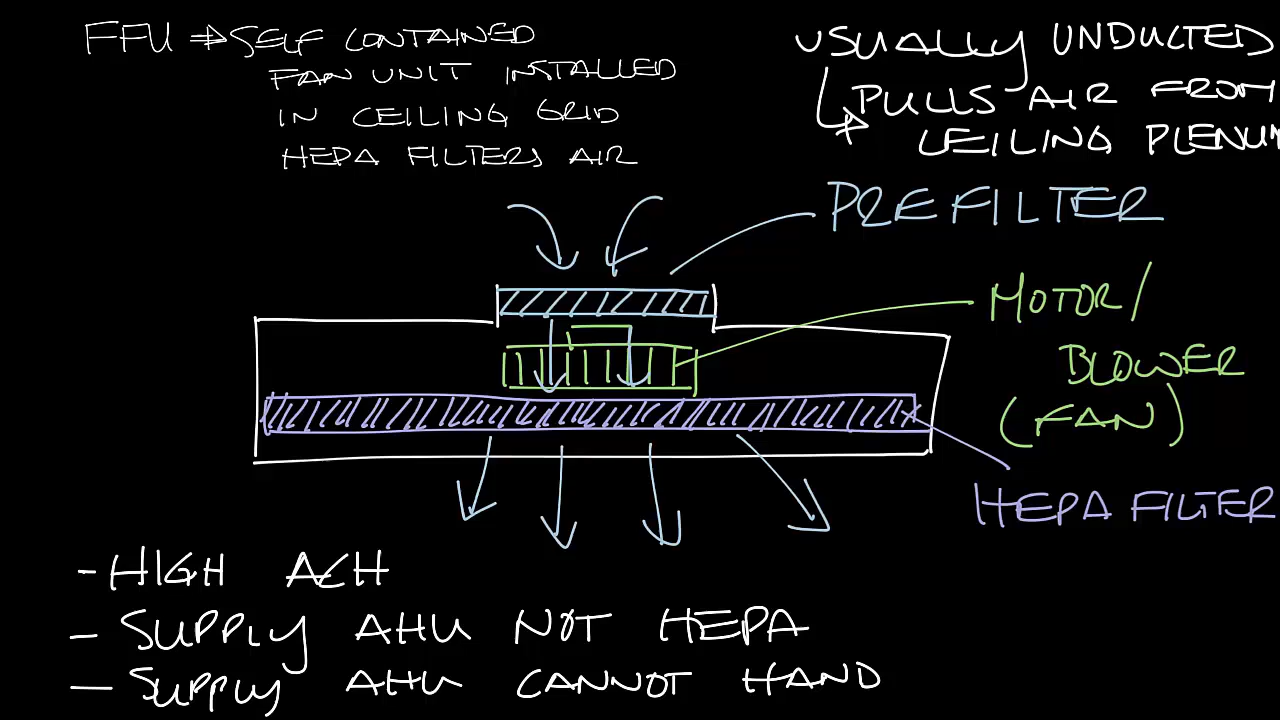 FFU ⇒ SELF CONTAINED
FAN UNIT INSTALLED
IN CEILING GRID
HEPA FILTERS AIR
USUALLY UNDUCTED
↳ PULLS AIR FROM
CEILING PLENUM
PREFILTER
MOTOR/
BLOWER
(FAN)
HEPA FILTER
- HIGH ACH
- SUPPLY AHU NOT HEPA
- SUPPLY AHU CANNOT HAND